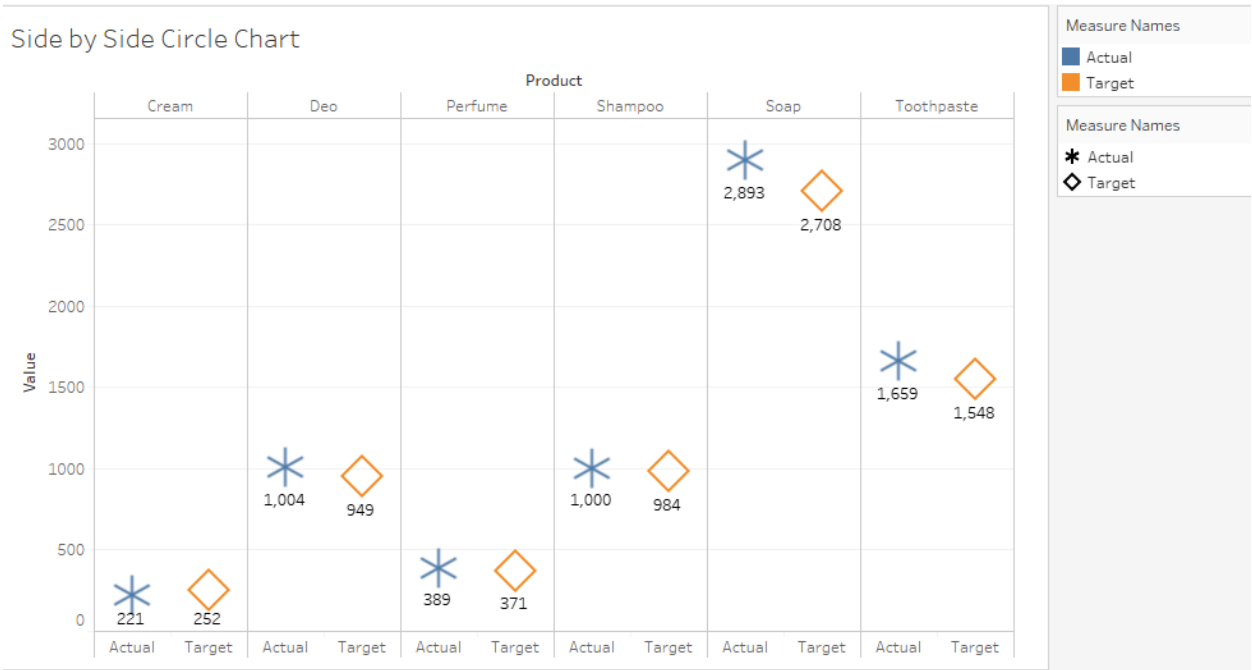 Side by Side Circle Chart
Product
Cream Deo Perfume Shampoo Soap Toothpaste
Value
3000
2500
2000
1500
1000
500
0
2,893
2,708
1,659
1,548
1,004
949
1,000
984
389
371
221
252
Actual Target Actual Target Actual Target Actual Target Actual Target Actual Target
Measure Names
Actual
Target
Measure Names
Actual
Target